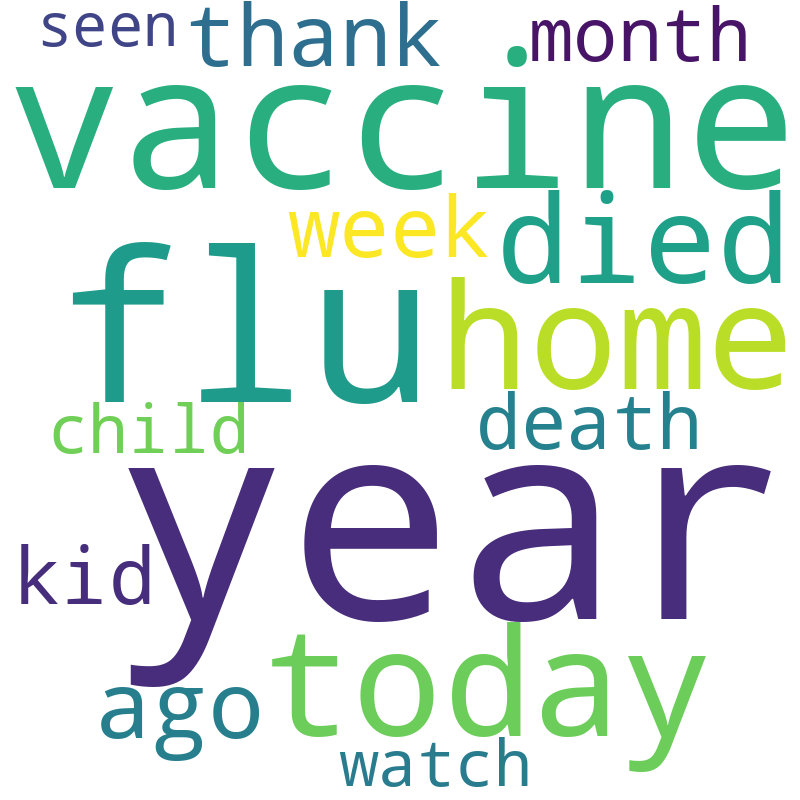 seen thank month
vaccine
week died
flu home
child death
year
kid
today
ago
watch